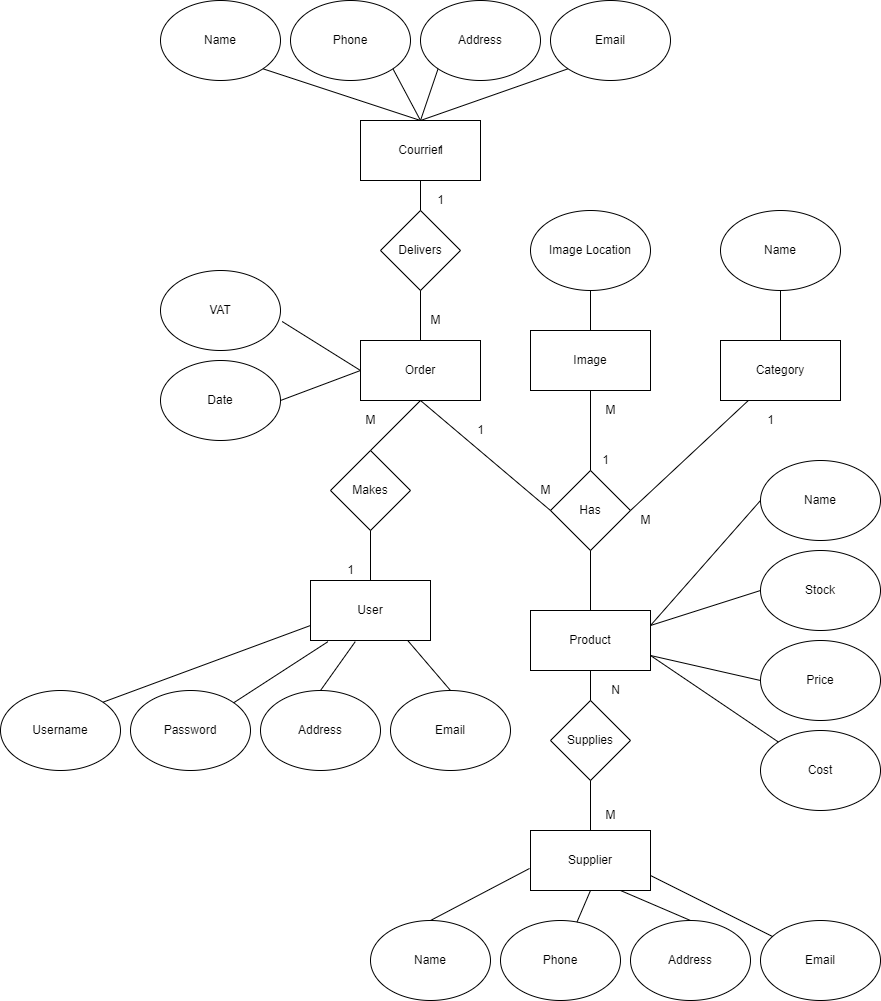 Name
Phone
Address
Email
Courrier
1
Delivers
Image Location
Name
VAT
M
Image
Order
Category
Date
M
M
1
1
1
Makes
M
Has
M
Name
1
User
Stock
Product
Price
N
Username
Password
Address
Email
Supplies
Cost
M
Supplier
Name
Phone
Address
Email